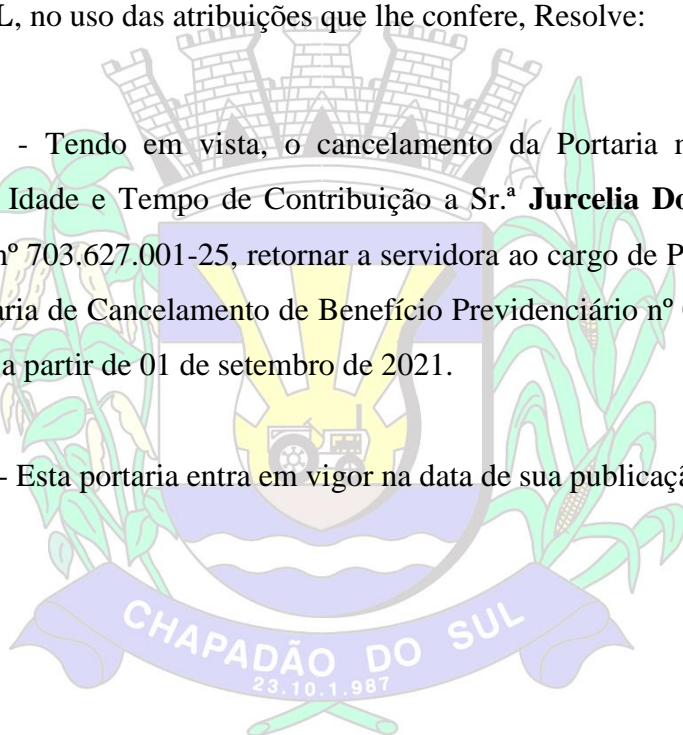 L, no uso das atribuições que lhe confere, Resolve:
- Tendo em vista, o cancelamento da Portaria
Idade e Tempo de Contribuição a Sr.ª Jurcelia
nº 703.627.001-25, retornar a servidora ao cargo de
de Cancelamento de Benefício Previdenciário nº
a partir de 01 de setembro de 2021.
- Esta portaria entra em vigor na data de sua
CHAPADÃO DO SUL
23.10.1.987